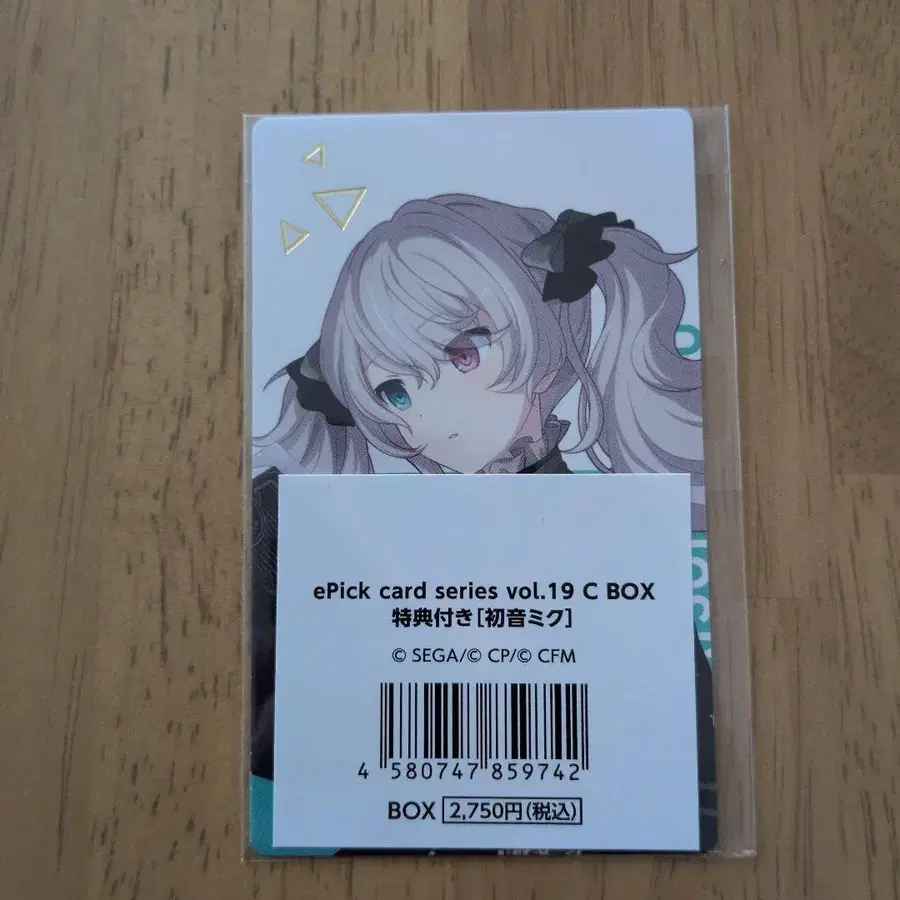 ePick card series vol.19 C BOX
特典付き[初音ミク]
© SEGA/© CP/© CFM
4 580747 859742
BOX 2,750円(税込)